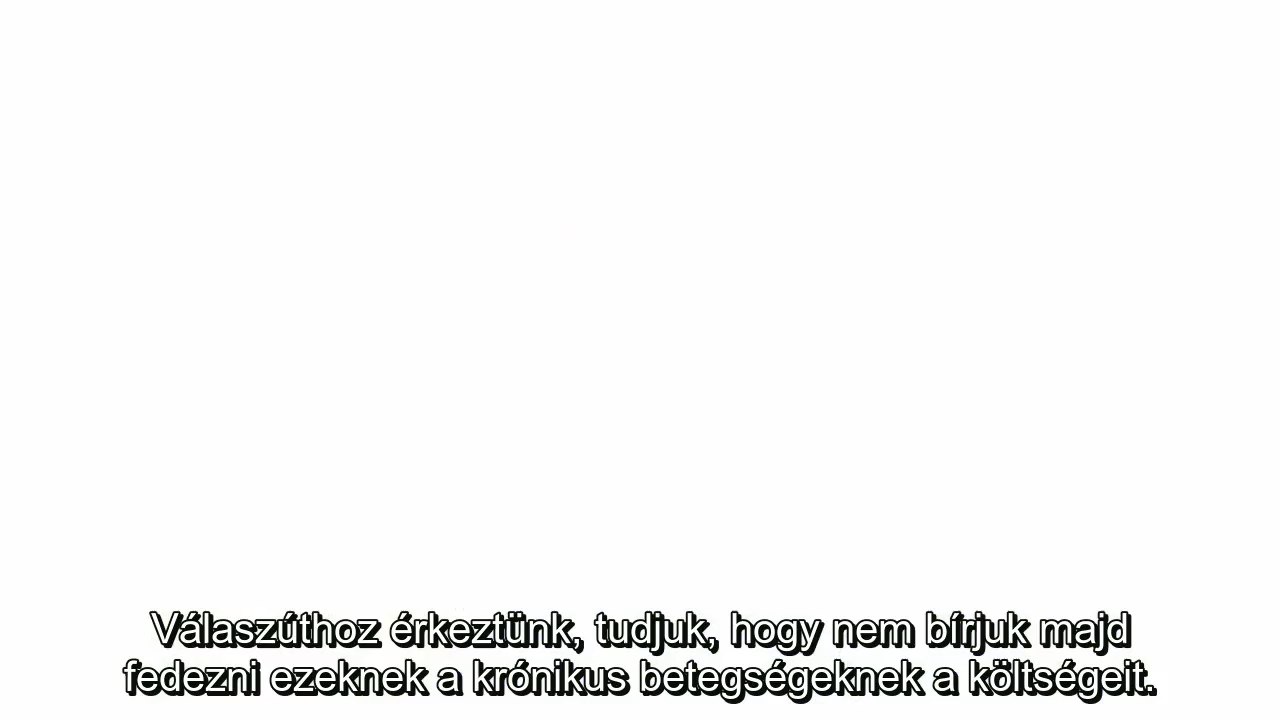 Válaszúthoz érkeztünk, tudjuk, hogy nem bírjuk majd
fedezni ezeknek a krónikus betegségeknek a költségeit.